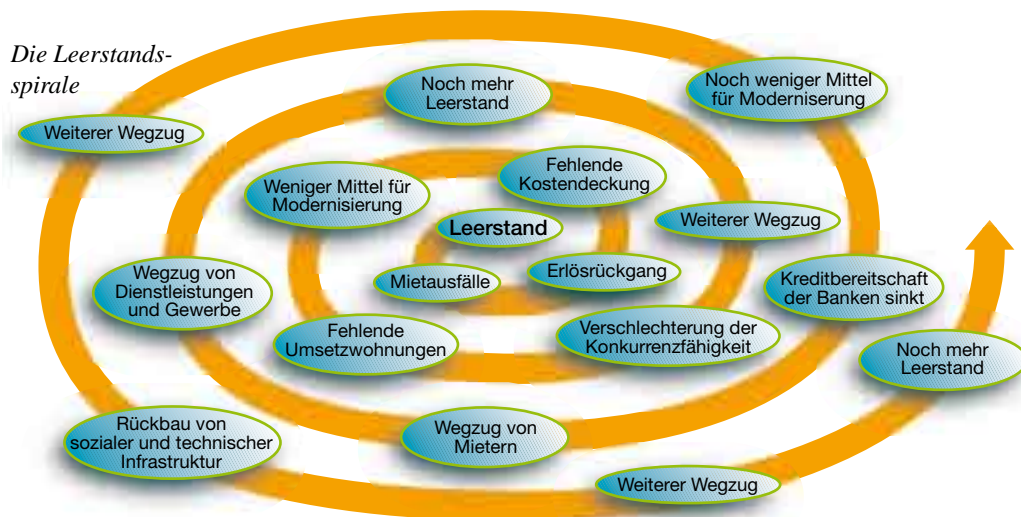 Die Leerstands-
spirale
Noch mehr
Leerstand
Noch weniger Mittel
für Moderniserung
Weiterer Wegzug
Weniger Mittel für
Modernisierung
Fehlende
Kostendeckung
Leerstand
Weiterer Wegzug
Wegzug von
Dienstleistungen
und Gewerbe
Mietausfälle
Erlösrückgang
Kreditbereitschaft
der Banken sinkt
Fehlende
Umsetzwohnungen
Verschlechterung der
Konkurrenzfähigkeit
Noch mehr
Leerstand
Rückbau von
sozialer und technischer
Infrastruktur
Wegzug von
Mietern
Weiterer Wegzug